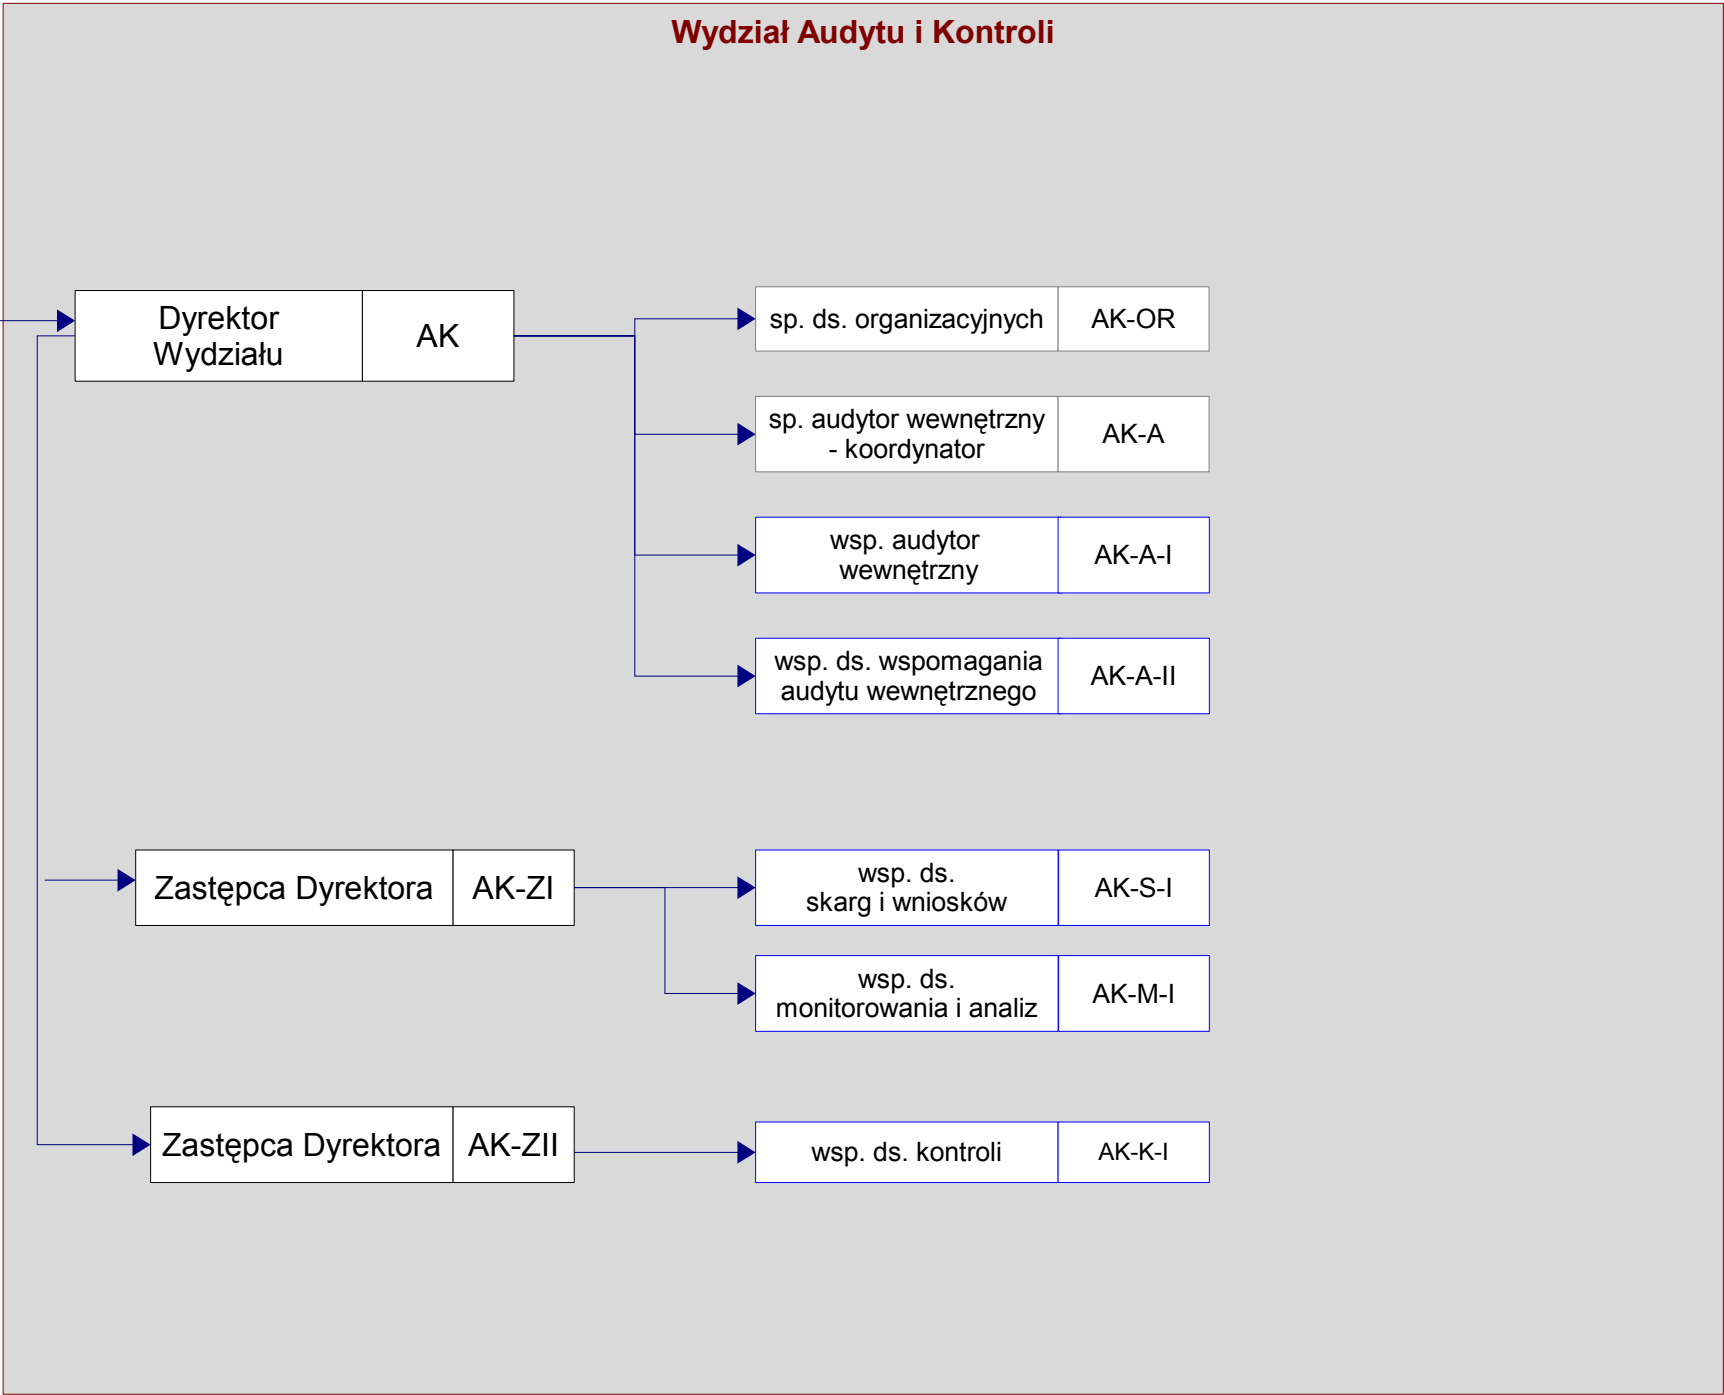 Wydział Audytu i Kontroli
Dyrektor
Wydziału
AK
sp. ds. organizacyjnych
AK-OR
sp. audytor wewnętrzny
- koordynator
AK-A
wsp. audytor
wewnętrzny
AK-A-I
wsp. ds. wspomagania
audytu wewnętrznego
AK-A-II
Zastępca Dyrektora
AK-ZI
wsp. ds.
skarg i wniosków
AK-S-I
wsp. ds.
monitorowania i analiz
AK-M-I
Zastępca Dyrektora
AK-ZII
wsp. ds. kontroli
AK-K-I